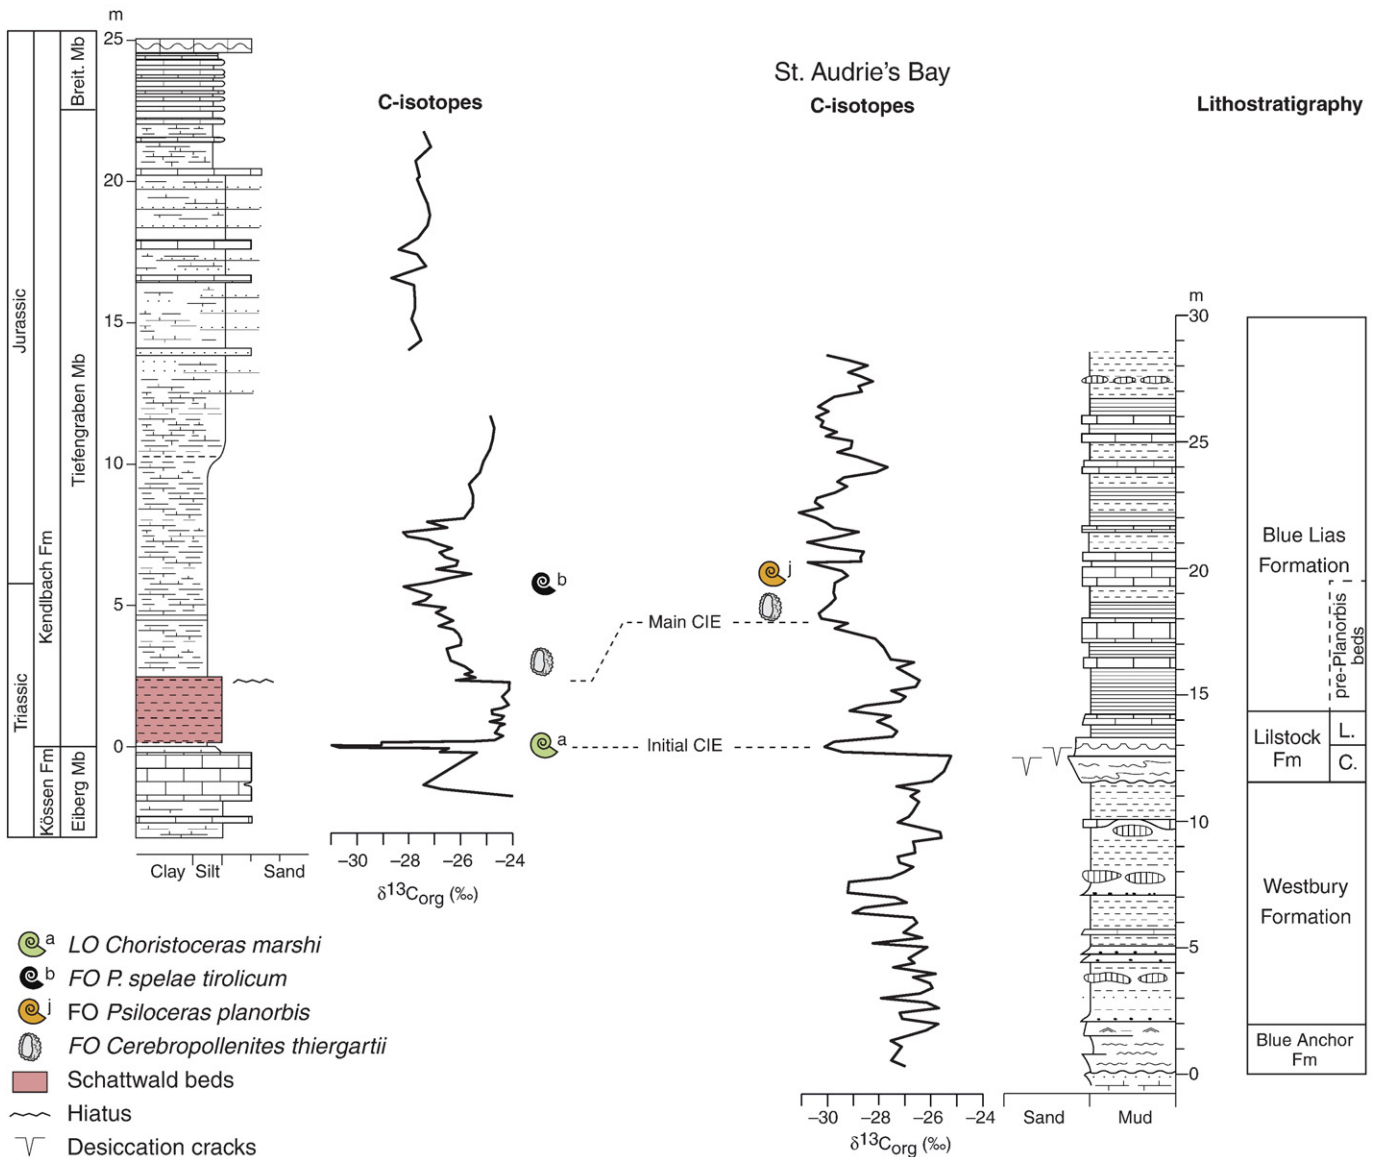 m
25
20
15
10
5
0
Jurassic
Triassic
Kendlbach Fm
Kössen Fm
Breit. Mb
Tiefengraben Mb
Eiberg Mb
Clay
Silt
Sand
C-isotopes
−30 −28 −26 −24
δ13Corg (‰)
a
b
Main CIE
Initial CIE
St. Audrie's Bay
C-isotopes
j
−30 −28 −26 −24
δ13Corg (‰)
Sand
Mud
m
30
25
20
15
10
5
0
Lithostratigraphy
Blue Lias
Formation
pre-Planorbis
beds
Lilstock
Fm
L.
C.
Westbury
Formation
Blue Anchor
Fm
a LO Choristoceras marshi
b FO P. spelae tirolicum
j FO Psiloceras planorbis
FO Cerebropollenites thiergartii
Schattwald beds
Hiatus
Desiccation cracks